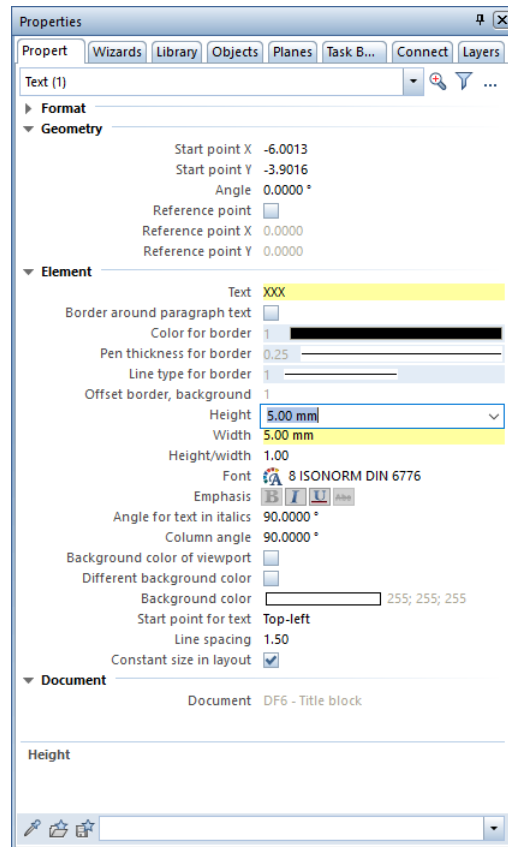 Properties
Propert Wizards Library Objects Planes Task B... Connect Layers
Text (1) ...
Format
Geometry
Start point X -6.0013
Start point Y -3.9016
Angle 0.0000 °
Reference point
Reference point X 0.0000
Reference point Y 0.0000
Element
Text XXX
Border around paragraph text
Color for border 1
Pen thickness for border 0.25
Line type for border 1
Offset border, background 1
Height 5.00 mm
Width 5.00 mm
Height/width 1.00
Font 8 ISONORM DIN 6776
Emphasis B I U Abc
Angle for text in italics 90.0000 °
Column angle 90.0000 °
Background color of viewport
Different background color
Background color 255; 255; 255
Start point for text Top-left
Line spacing 1.50
Constant size in layout
Document
Document DF6 - Title block
Height